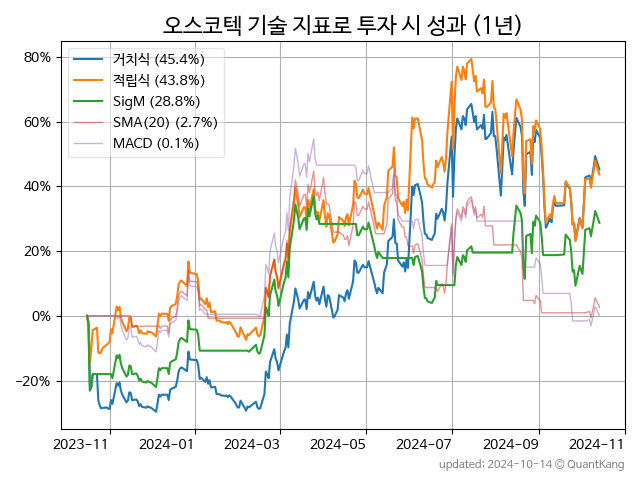 오스코텍 기술 지표로 투자 시 성과 (1년)
80%
60%
40%
20%
0%
−20%
거치식 (45.4%)
적립식 (43.8%)
SigM (28.8%)
SMA(20) (2.7%)
MACD (0.1%)
2023-11 2024-01 2024-03 2024-05 2024-07 2024-09 2024-11
updated: 2024-10-14 © QuantKang